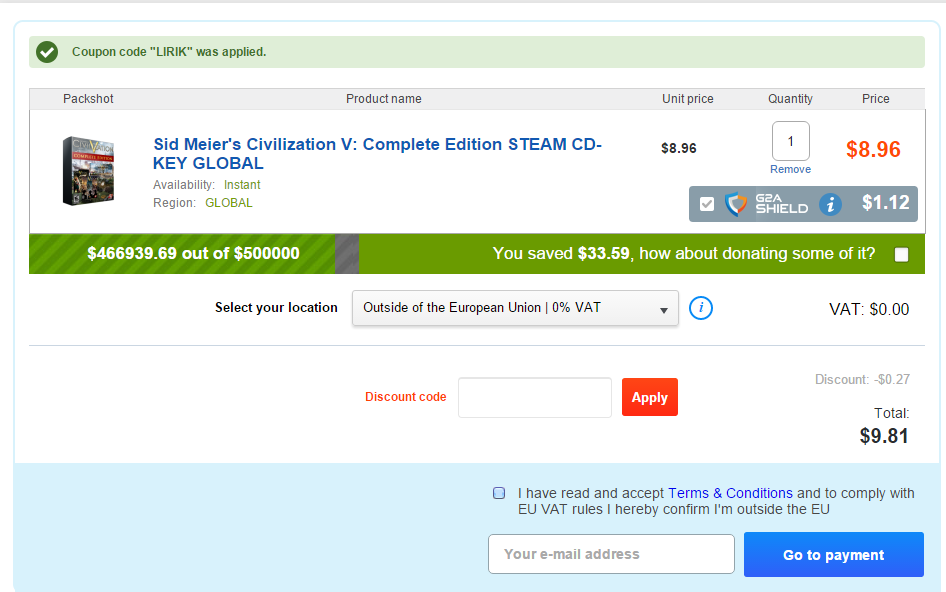 Coupon code "LIRIK" was applied.
Packshot Product name Unit price Quantity Price
CIVILIZATION V
COMPLETE EDITION
Sid Meier's Civilization V: Complete Edition STEAM CD-
KEY GLOBAL
Availability: Instant
Region: GLOBAL
$8.96
1
Remove
$8.96
G2A
SHIELD
i
$1.12
$466939.69 out of $500000
You saved $33.59, how about donating some of it?
Select your location
Outside of the European Union | 0% VAT
i
VAT: $0.00
Discount code
Apply
Discount: -$0.27
Total:
$9.81
I have read and accept Terms & Conditions and to comply with
EU VAT rules I hereby confirm I'm outside the EU
Your e-mail address
Go to payment